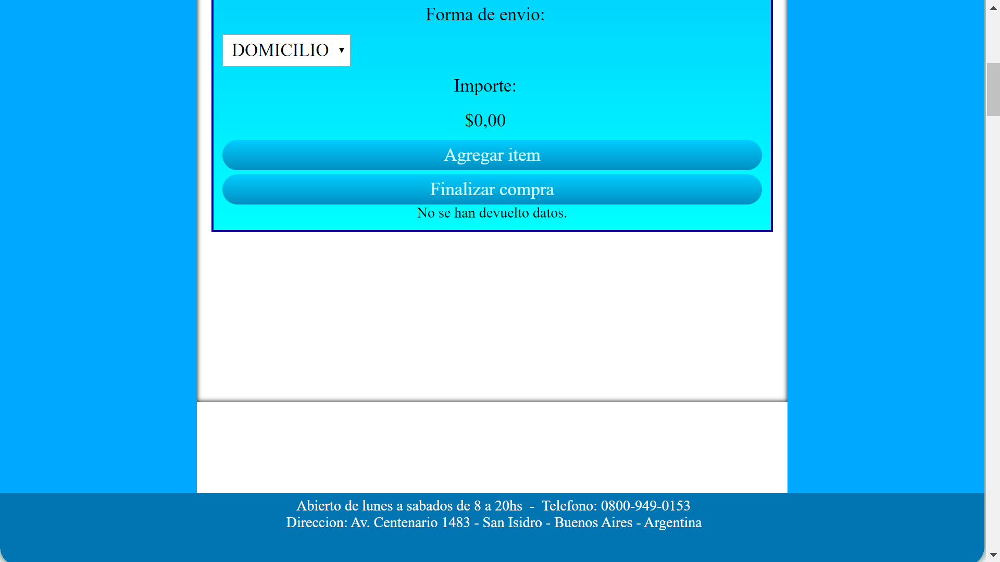 Forma de envio:
DOMICILIO
Importe:
$0,00
Agregar item
Finalizar compra
No se han devuelto datos.
Abierto de lunes a sabados de 8 a 20hs - Telefono: 0800-949-0153
Direccion: Av. Centenario 1483 - San Isidro - Buenos Aires - Argentina